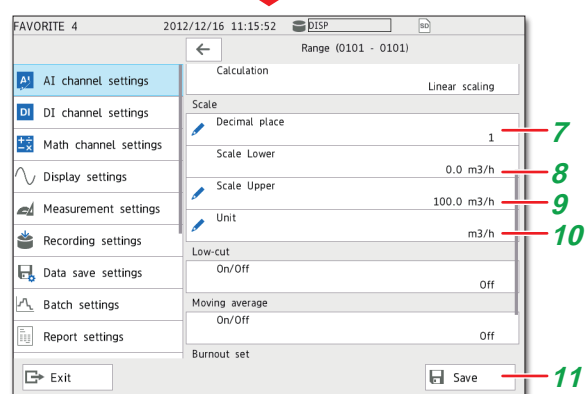 FAVORITE 4 2012/12/16 11:15:52 DISP SD
Range (0101 - 0101)
AI AI channel settings
DI DI channel settings
Math channel settings
Display settings
Measurement settings
Recording settings
Data save settings
Batch settings
Report settings
Exit
Calculation
Linear scaling
Scale
Decimal place
1 7
Scale Lower
0.0 m3/h 8
Scale Upper
100.0 m3/h 9
Unit
m3/h 10
Low-cut
On/Off
Off
Moving average
On/Off
Off
Burnout set
Save 11